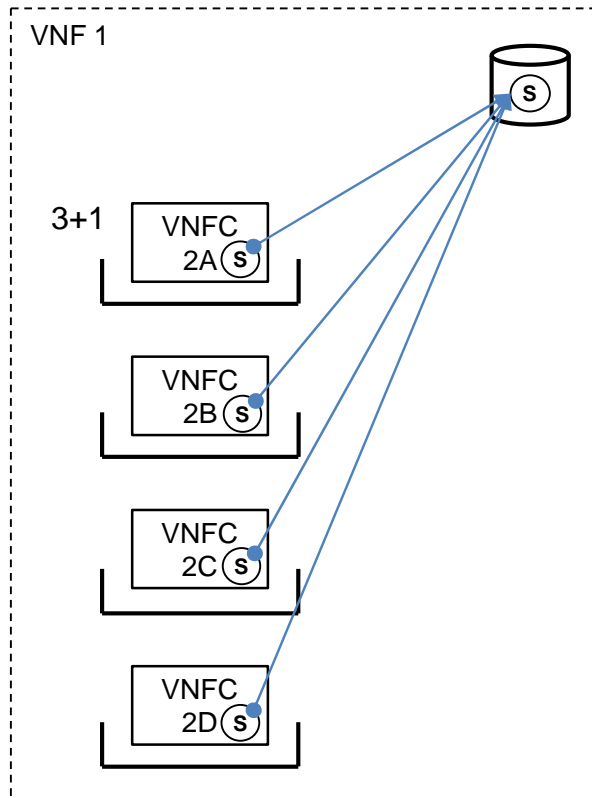 VNF 1
S
3+1
VNFC
2A S
VNFC
2B S
VNFC
2C S
VNFC
2D S